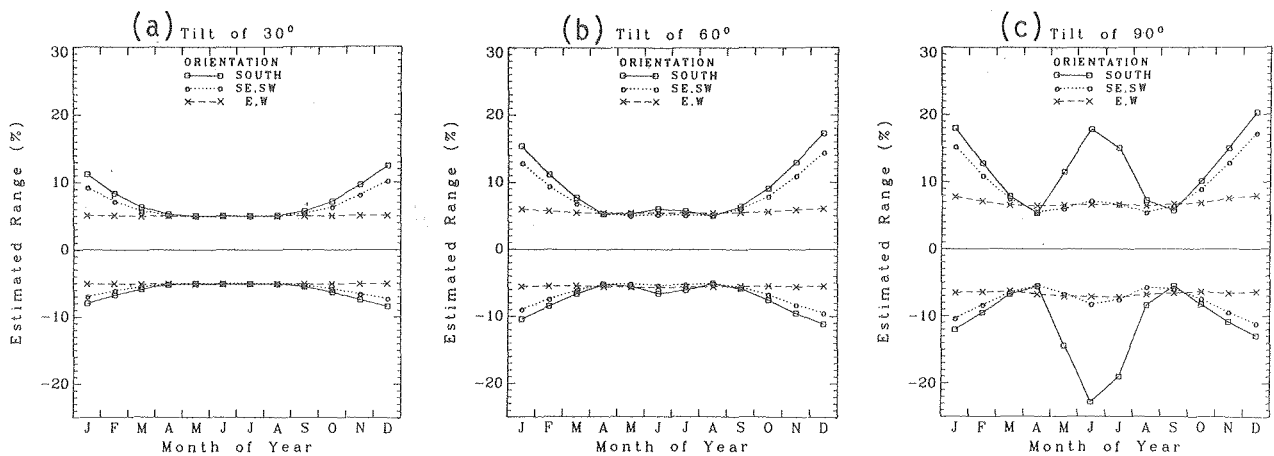 (a) Tilt of 30°
30
20
10
0
-10
-20
Estimated Range (%)
ORIENTATION
SOUTH
SE,SW
E,W
J F M A M J J A S O N D
Month of Year
(b) Tilt of 60°
30
20
10
0
-10
-20
Estimated Range (%)
ORIENTATION
SOUTH
SE,SW
E,W
J F M A M J J A S O N D
Month of Year
(c) Tilt of 90°
30
20
10
0
-10
-20
Estimated Range (%)
ORIENTATION
SOUTH
SE,SW
E,W
J F M A M J J A S O N D
Month of Year